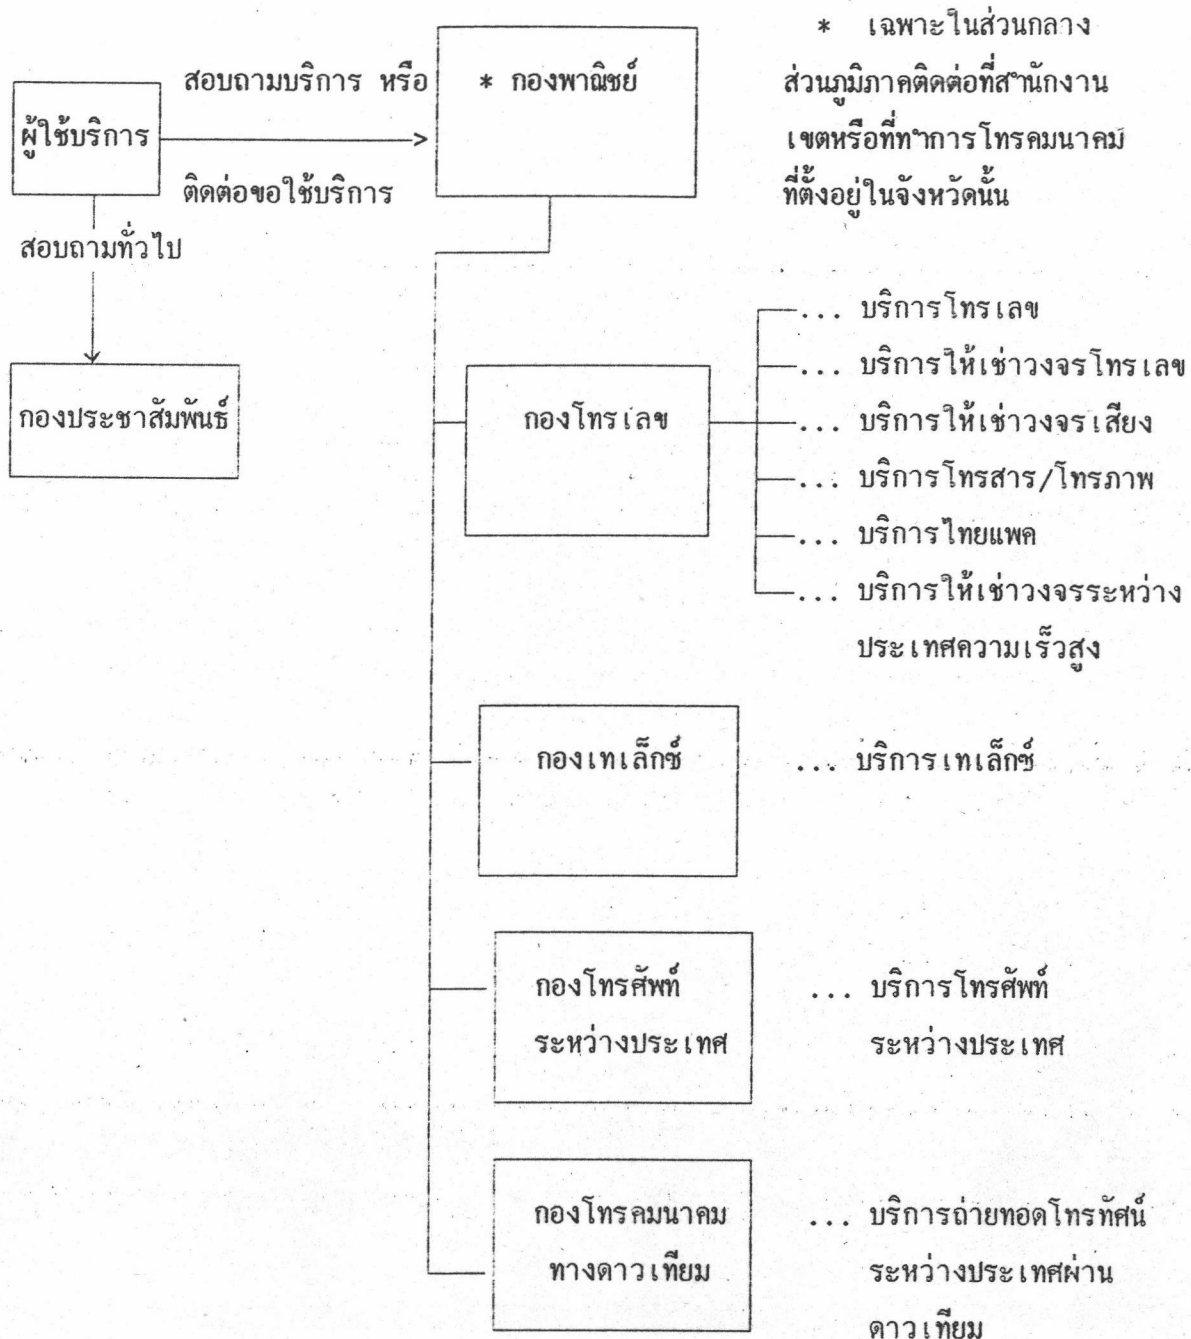 * เฉพาะในส่วนกลาง
ส่วนภูมิภาคติดต่อที่สำนักงาน
เขตหรือที่ทำการโทรคมนาคม
ที่ตั้งอยู่ในจังหวัดนั้น
สอบถามบริการ หรือ
* กองพาณิชย์
ผู้ใช้บริการ
ติดต่อขอใช้บริการ
สอบถามทั่วไป
กองประชาสัมพันธ์
กองโทรเลข
... บริการโทรเลข
... บริการให้เช่าวงจรโทรเลข
... บริการให้เช่าวงจรเสียง
... บริการโทรสาร/โทรภาพ
... บริการไทยแพค
... บริการให้เช่าวงจรระหว่าง
ประเทศความเร็วสูง
กองเทเล็กซ์
... บริการเทเล็กซ์
กองโทรศัพท์
ระหว่างประเทศ
... บริการโทรศัพท์
ระหว่างประเทศ
กองโทรคมนาคม
ทางดาวเทียม
... บริการถ่ายทอดโทรทัศน์
ระหว่างประเทศผ่าน
ดาวเทียม